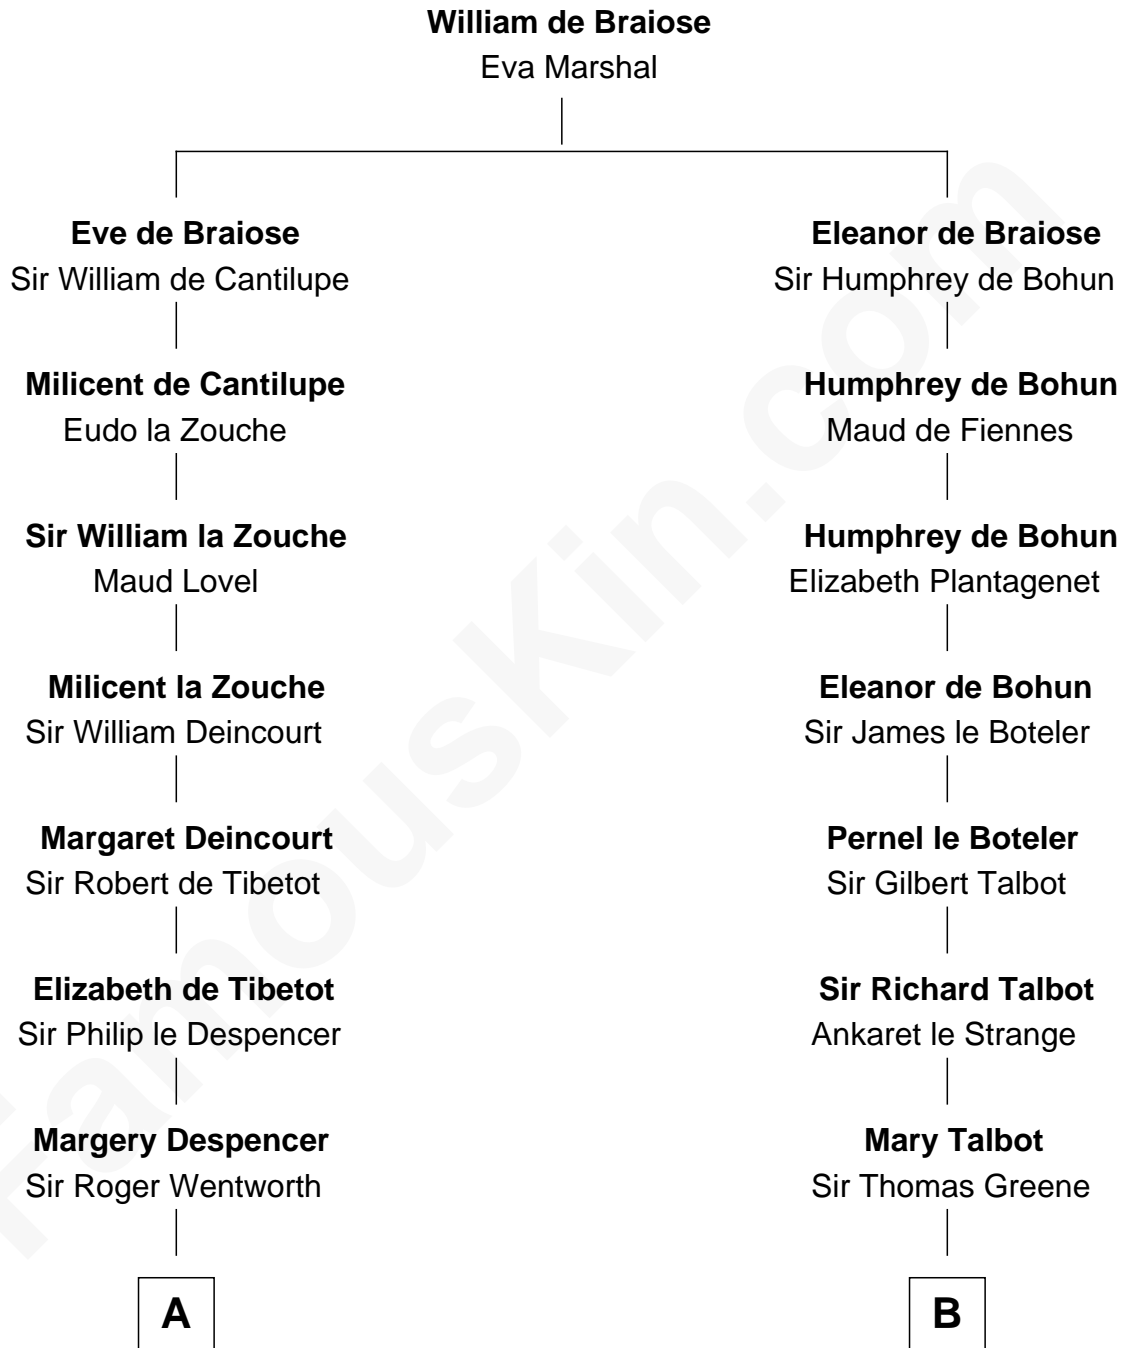 William de Braiose
Eva Marshal
Eve de Braiose
Sir William de Cantilupe
Eleanor de Braiose
Sir Humphrey de Bohun
Milicent de Cantilupe
Eudo la Zouche
Humphrey de Bohun
Maud de Fiennes
Sir William la Zouche
Maud Lovel
Humphrey de Bohun
Elizabeth Plantagenet
Milicent la Zouche
Sir William Deincourt
Eleanor de Bohun
Sir James le Boteler
Margaret Deincourt
Sir Robert de Tibetot
Pernel le Boteler
Sir Gilbert Talbot
Elizabeth de Tibetot
Sir Philip le Despencer
Sir Richard Talbot
Ankaret le Strange
Margery Despencer
Sir Roger Wentworth
Mary Talbot
Sir Thomas Greene
A
B
FamousKin.com